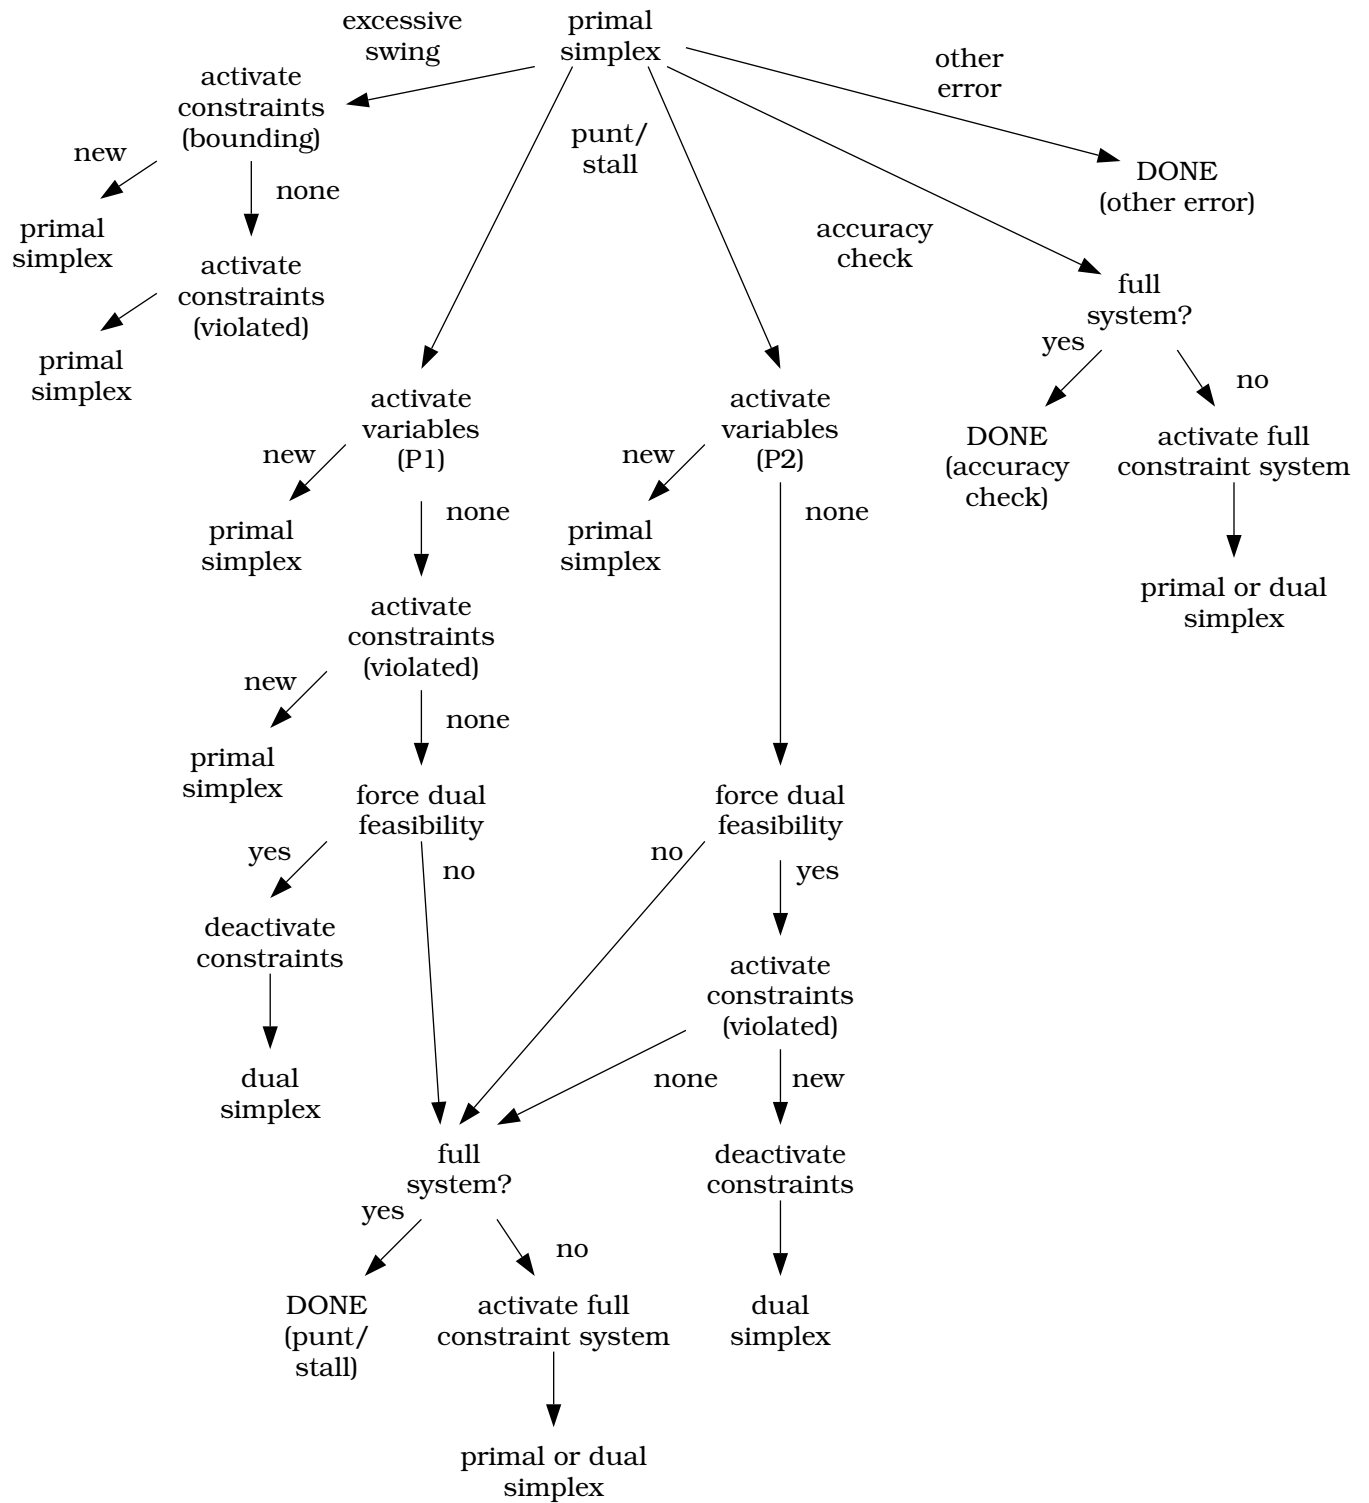 excessive
swing
primal
simplex
other
error
activate
constraints
(bounding)
punt/
stall
new
none
DONE
(other error)
primal
simplex
accuracy
check
activate
constraints
(violated)
full
system?
yes
no
primal
simplex
activate
variables
(P1)
activate
variables
(P2)
DONE
(accuracy
check)
activate full
constraint system
new
none
new
none
primal
simplex
primal
simplex
primal or dual
simplex
activate
constraints
(violated)
new
none
primal
simplex
force dual
feasibility
force dual
feasibility
yes
no
no
yes
deactivate
constraints
activate
constraints
(violated)
dual
simplex
none
new
full
system?
deactivate
constraints
yes
no
DONE
(punt/
stall)
activate full
constraint system
dual
simplex
primal or dual
simplex